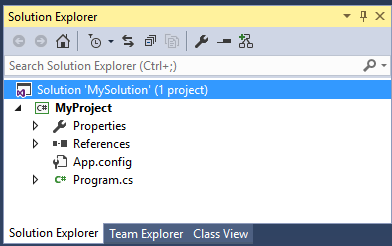 Solution Explorer
Search Solution Explorer (Ctrl+;)
Solution 'MySolution' (1 project)
C# MyProject
Properties
References
App.config
C# Program.cs
Solution Explorer Team Explorer Class View